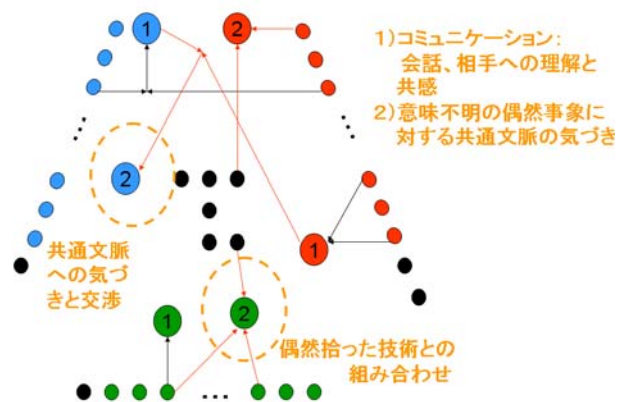 1
2
1)コミュニケーション:
会話、相手への理解と
共感
2)意味不明の偶然事象に
対する共通文脈の気づき
2
1
共通文脈
への気づ
きと交渉
1
2
偶然拾った技術との
組み合わせ